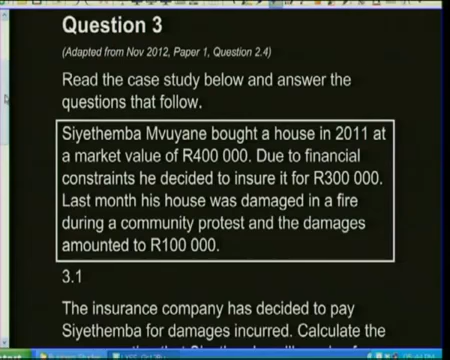 Question 3
(Adapted from Nov 2012, Paper 1, Question 2.4)
Read the case study below and answer the
questions that follow.
Siyethemba Mvuyane bought a house in 2011 at
a market value of R400 000. Due to financial
constraints he decided to insure it for R300 000.
Last month his house was damaged in a fire
during a community protest and the damages
amounted to R100 000.
3.1
The insurance company has decided to pay
Siyethemba for damages incurred. Calculate the